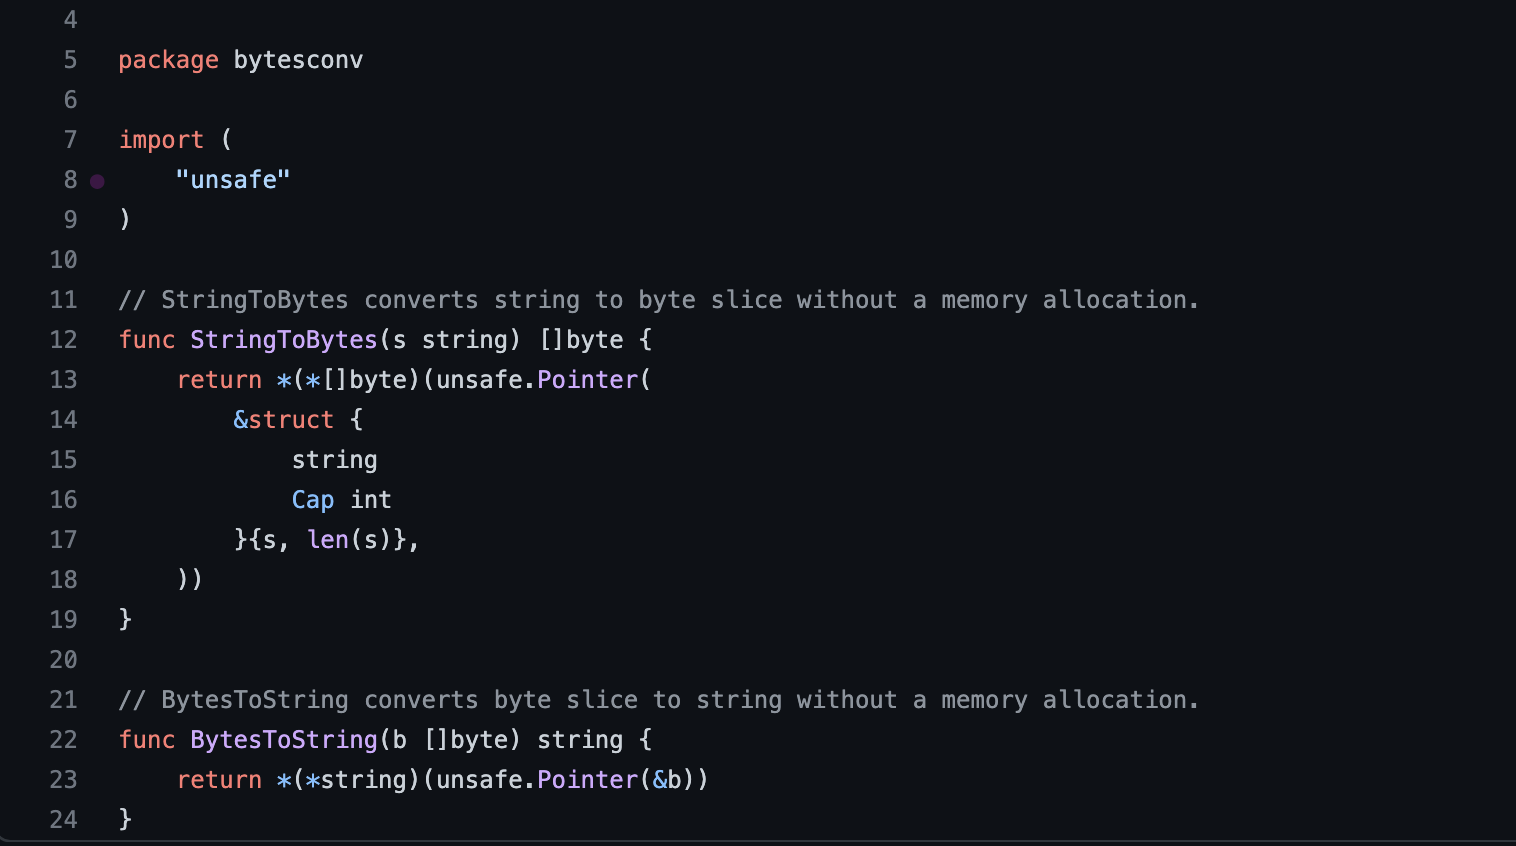 4
5 package bytesconv
6
7 import (
8     "unsafe"
9 )
10
11 // StringToBytes converts string to byte slice without a memory allocation.
12 func StringToBytes(s string) []byte {
13     return *(*[]byte)(unsafe.Pointer(
14         &struct {
15             string
16             Cap int
17         }{s, len(s)},
18     ))
19 }
20
21 // BytesToString converts byte slice to string without a memory allocation.
22 func BytesToString(b []byte) string {
23     return *(*string)(unsafe.Pointer(&b))
24 }